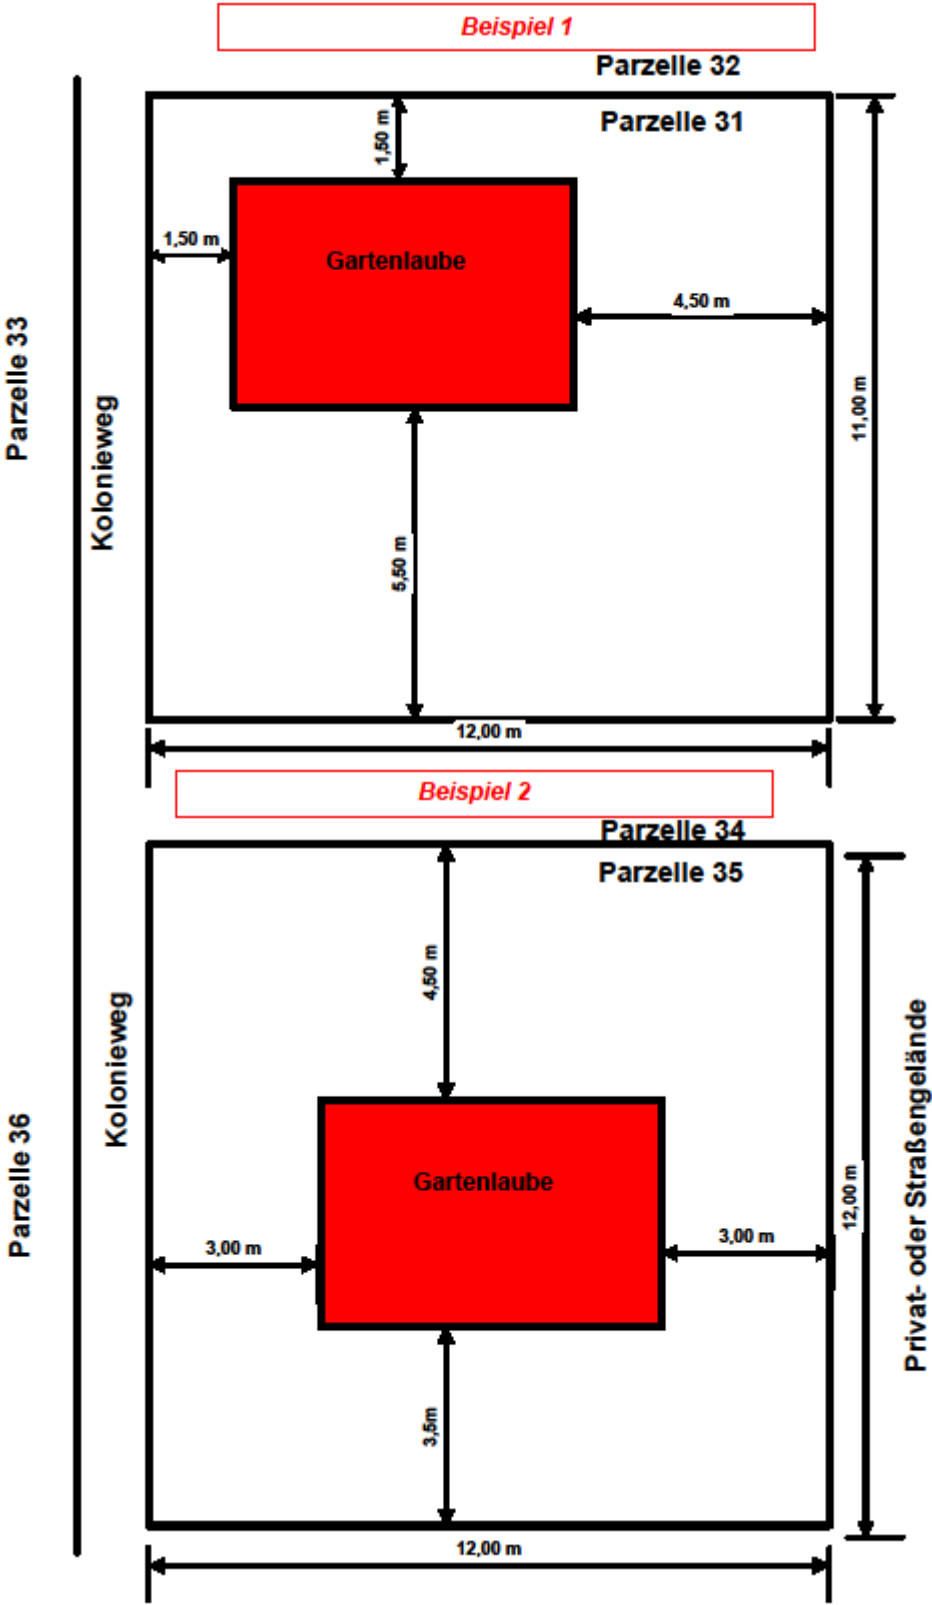 Beispiel 1
Parzelle 32
Parzelle 31
1,50 m
1,50 m
Gartenlaube
4,50 m
Parzelle 33
Kolonieweg
11,00 m
5,50 m
12,00 m
Beispiel 2
Parzelle 34
Parzelle 35
4,50 m
Kolonieweg
Gartenlaube
Parzelle 36
3,00 m
3,00 m
12,00 m
Privat- oder Straßengelände
3,5m
12,00 m